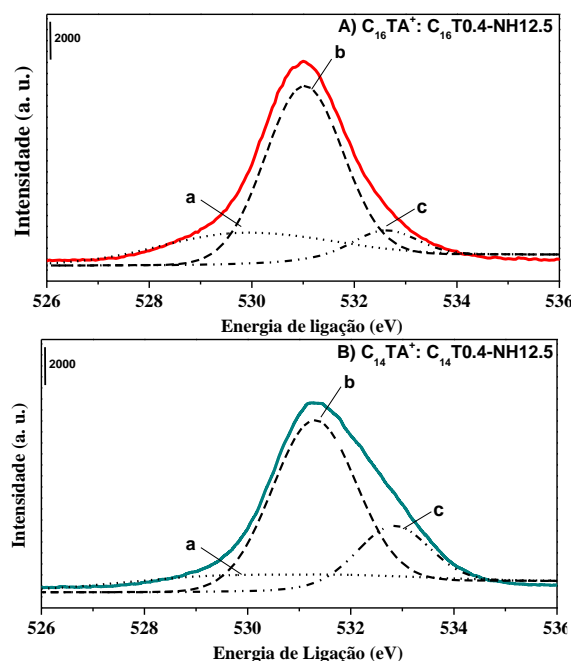 2000
A) C₁₆TA⁺: C₁₆T0.4-NH12.5
b
a
c
Intensidade (a. u.)
526 528 530 532 534 536
Energia de ligação (eV)
2000
B) C₁₄TA⁺: C₁₄T0.4-NH12.5
b
c
a
Intensidade (a. u.)
526 528 530 532 534 536
Energia de Ligação (eV)